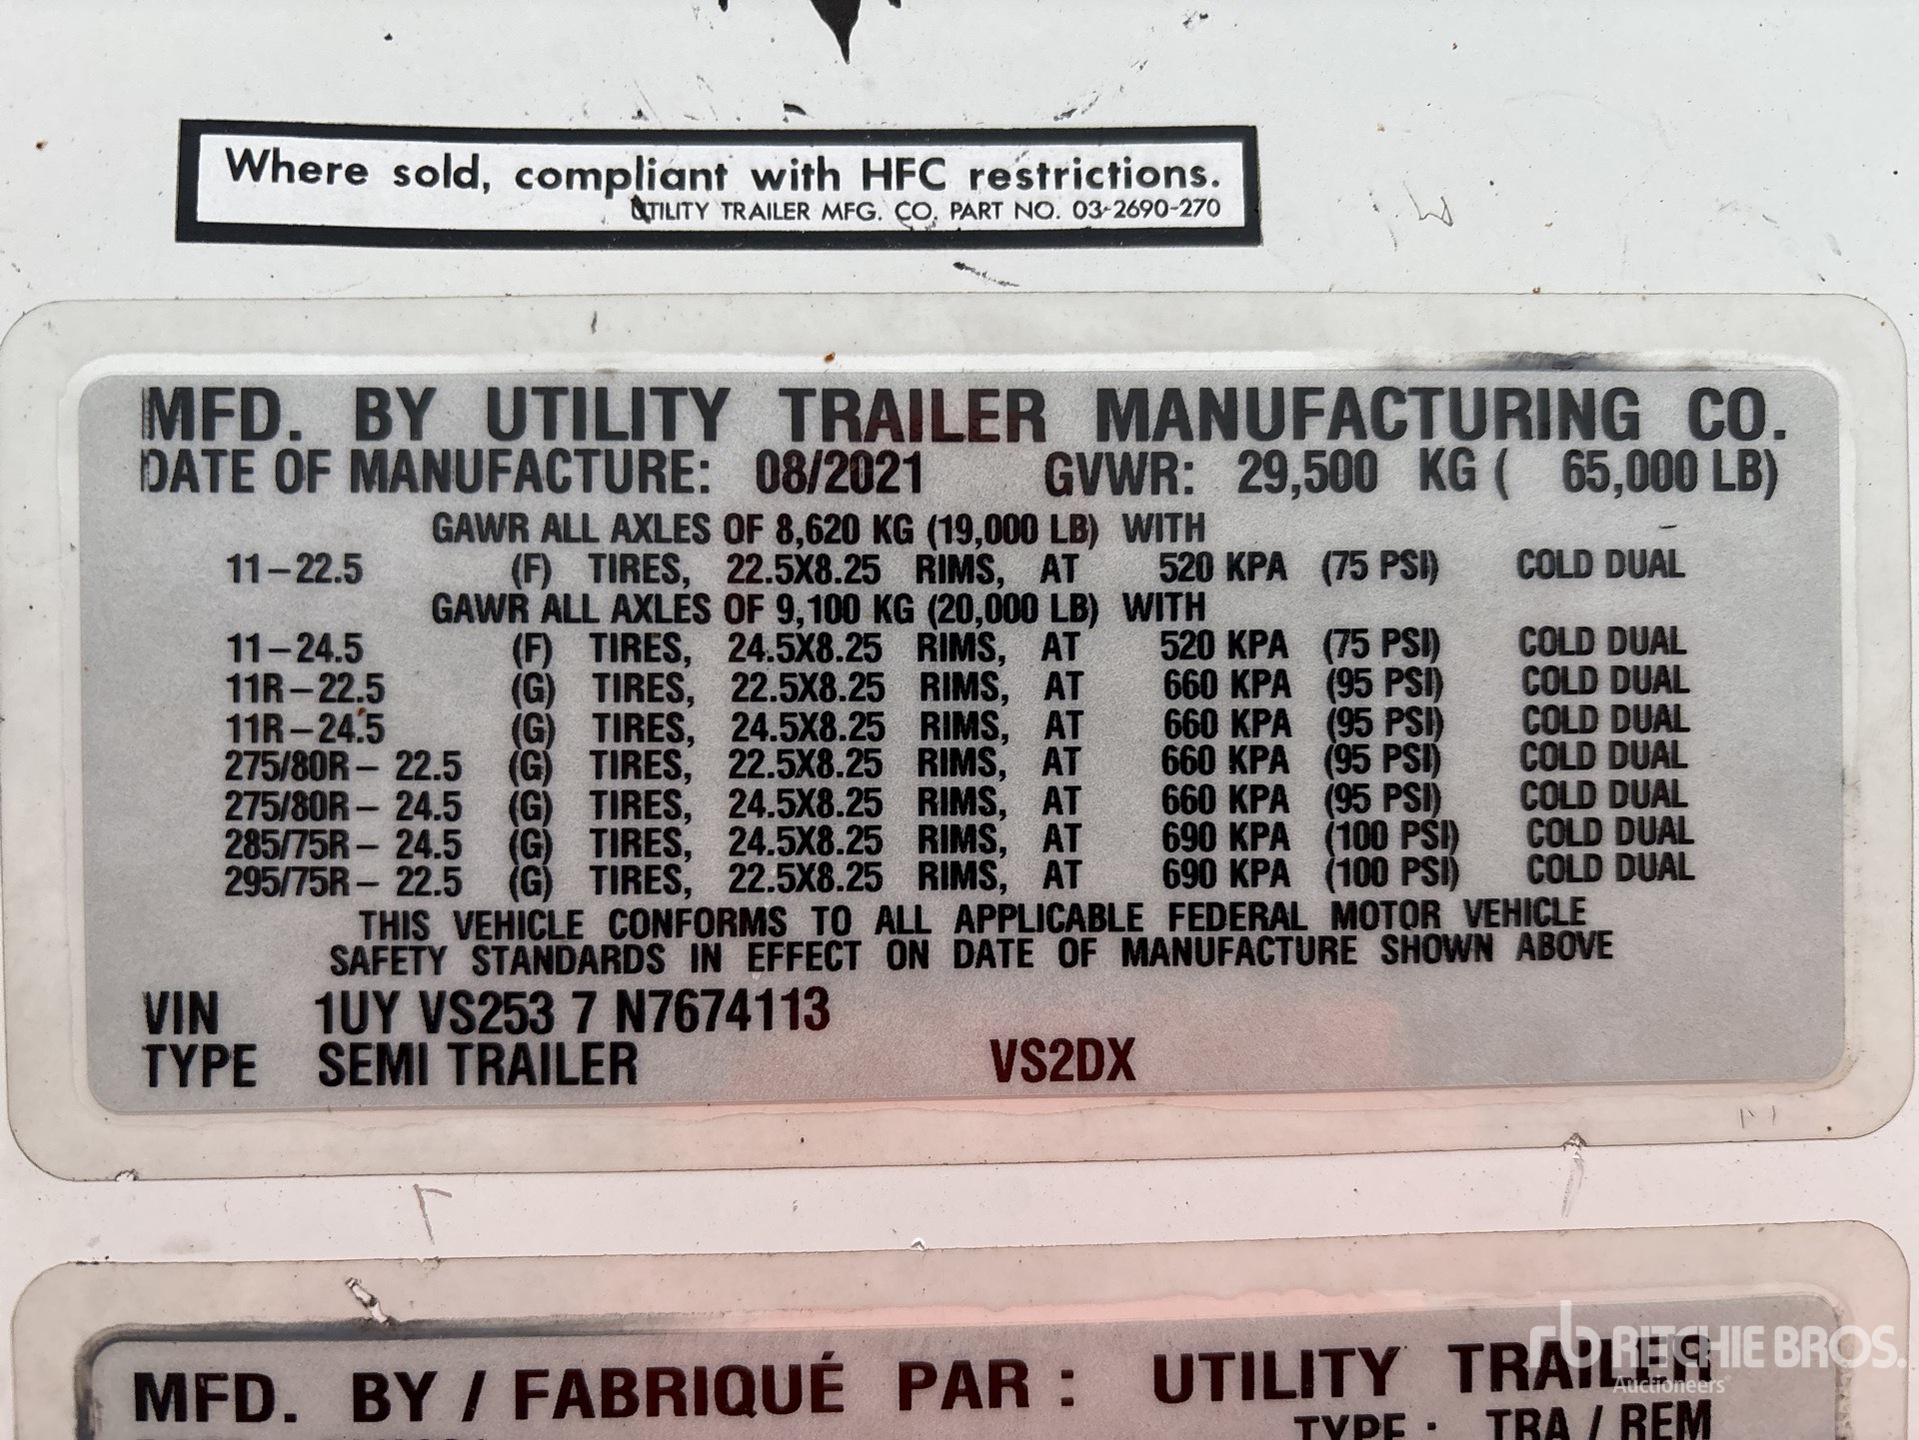 Where sold, compliant with HFC restrictions.
UTILITY TRAILER MFG. CO. PART NO. 03-2690-270
MFD. BY UTILITY TRAILER MANUFACTURING CO.
DATE OF MANUFACTURE: 08/2021 GVWR: 29,500 KG ( 65,000 LB)
GAWR ALL AXLES OF 8,620 KG (19,000 LB) WITH
11-22.5 (F) TIRES, 22.5X8.25 RIMS, AT 520 KPA (75 PSI) COLD DUAL
GAWR ALL AXLES OF 9,100 KG (20,000 LB) WITH
11-24.5 (F) TIRES, 24.5X8.25 RIMS, AT 520 KPA (75 PSI) COLD DUAL
11R-22.5 (G) TIRES, 22.5X8.25 RIMS, AT 660 KPA (95 PSI) COLD DUAL
11R-24.5 (G) TIRES, 24.5X8.25 RIMS, AT 660 KPA (95 PSI) COLD DUAL
275/80R- 22.5 (G) TIRES, 22.5X8.25 RIMS, AT 660 KPA (95 PSI) COLD DUAL
275/80R- 24.5 (G) TIRES, 24.5X8.25 RIMS, AT 660 KPA (95 PSI) COLD DUAL
285/75R- 24.5 (G) TIRES, 24.5X8.25 RIMS, AT 690 KPA (100 PSI) COLD DUAL
295/75R- 22.5 (G) TIRES, 22.5X8.25 RIMS, AT 690 KPA (100 PSI) COLD DUAL
THIS VEHICLE CONFORMS TO ALL APPLICABLE FEDERAL MOTOR VEHICLE
SAFETY STANDARDS IN EFFECT ON DATE OF MANUFACTURE SHOWN ABOVE
VIN 1UY VS253 7 N7674113
TYPE SEMI TRAILER VS2DX
MFD. BY / FABRIQUÉ PAR : UTILITY TRAILER
TYPE : TRA / REM
rb RITCHIE BROS.
Auctioneers